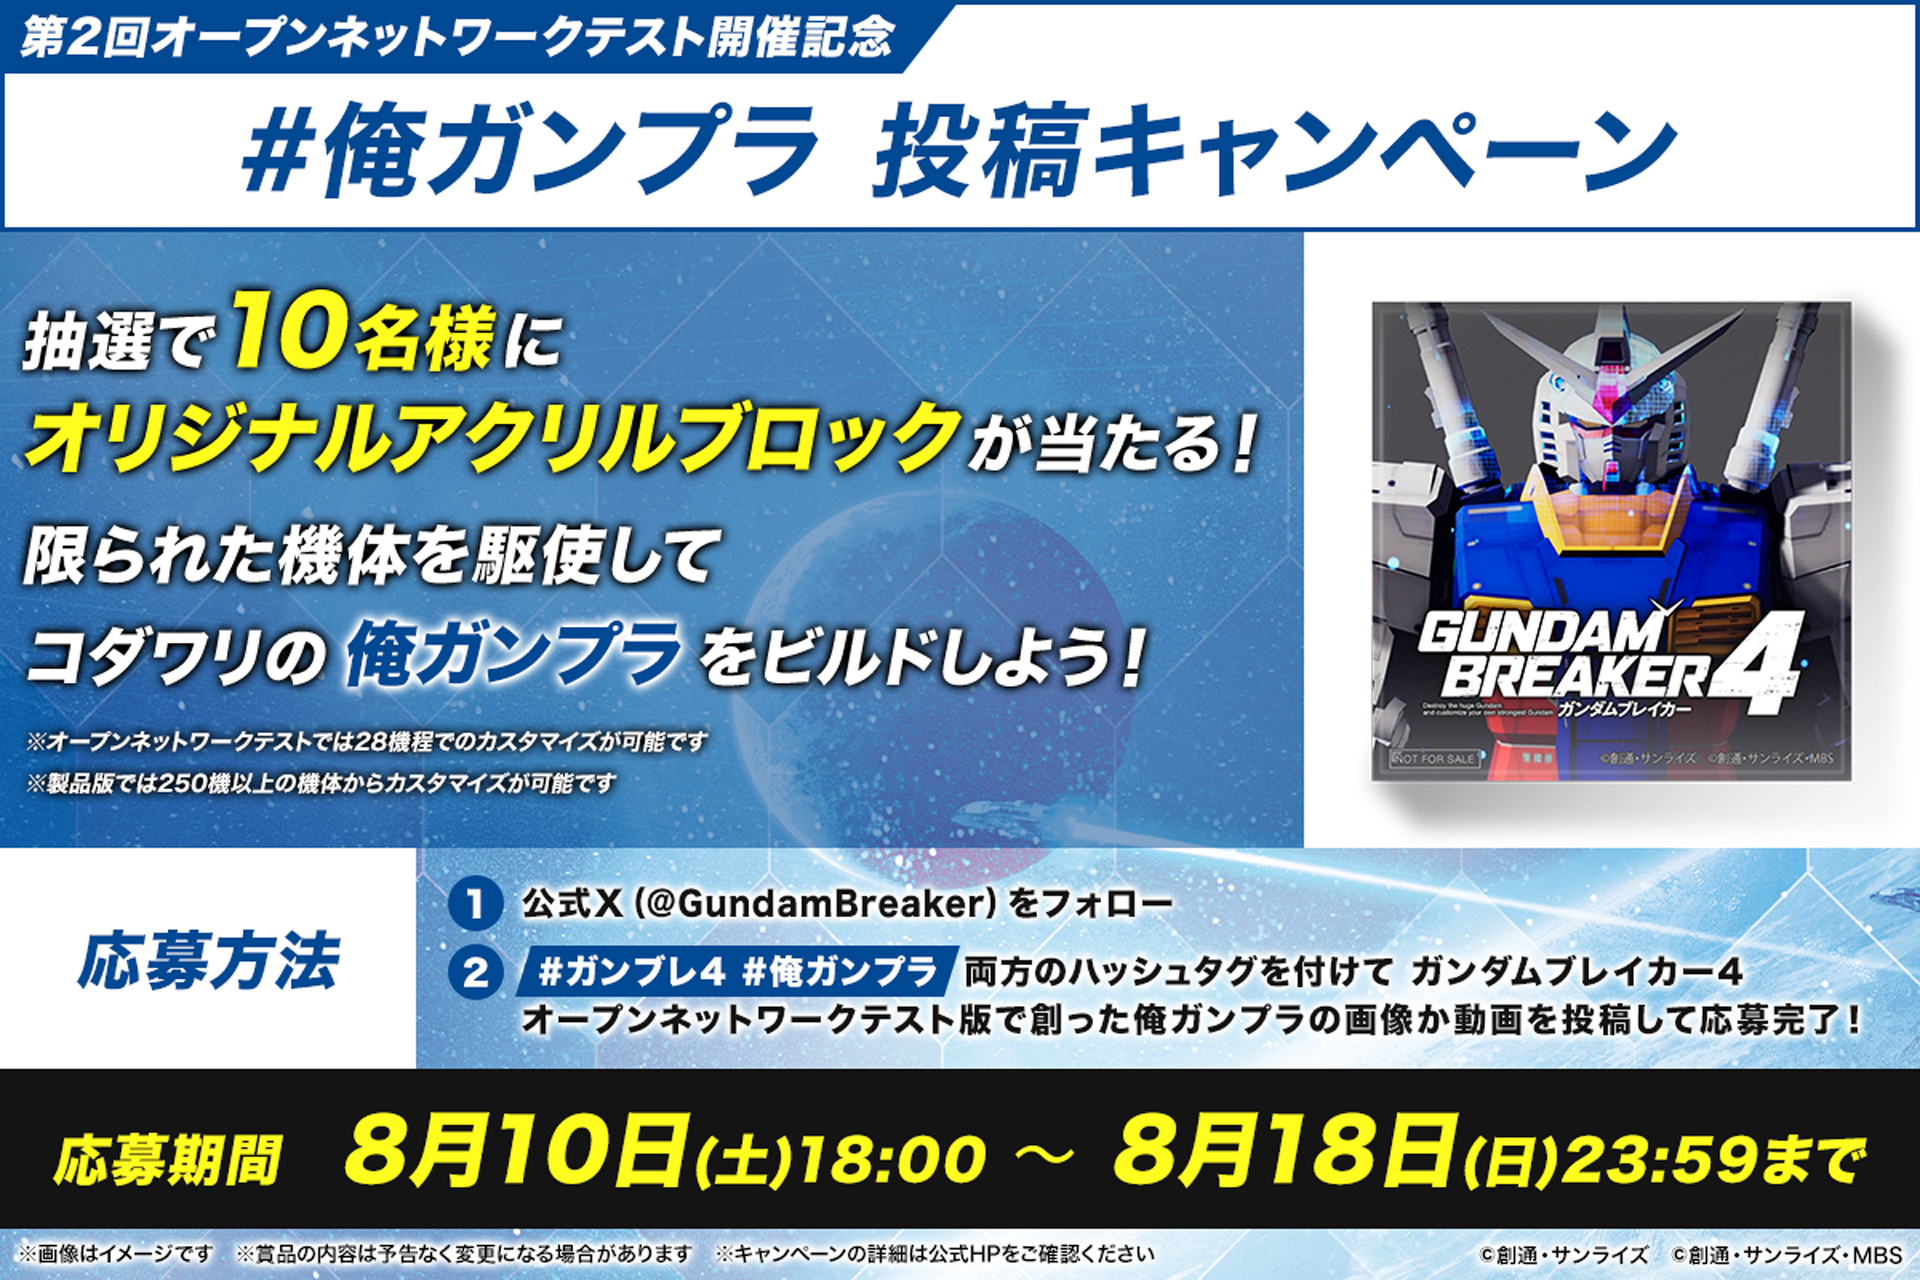 第2回オープンネットワークテスト開催記念
#俺ガンプラ 投稿キャンペーン
抽選で10名様に
オリジナルアクリルブロックが当たる！
限られた機体を駆使して
コダワリの 俺ガンプラ をビルドしよう！
※オープンネットワークテストでは28機程でのカスタマイズが可能です
※製品版では250機以上の機体からカスタマイズが可能です
GUNDAM
BREAKER 4
Destroy the huge Gundam
and customize your own strongest Gundam
ガンダムブレイカー
NOT FOR SALE
©創通・サンライズ ©創通・サンライズ・MBS
応募方法
1 公式X（@GundamBreaker）をフォロー
2 #ガンブレ4 #俺ガンプラ 両方のハッシュタグを付けて ガンダムブレイカー4
オープンネットワークテスト版で創った俺ガンプラの画像か動画を投稿して応募完了！
応募期間 8月10日(土)18:00 ～ 8月18日(日)23:59まで
※画像はイメージです ※賞品の内容は予告なく変更になる場合があります ※キャンペーンの詳細は公式HPをご確認ください
©創通・サンライズ ©創通・サンライズ・MBS